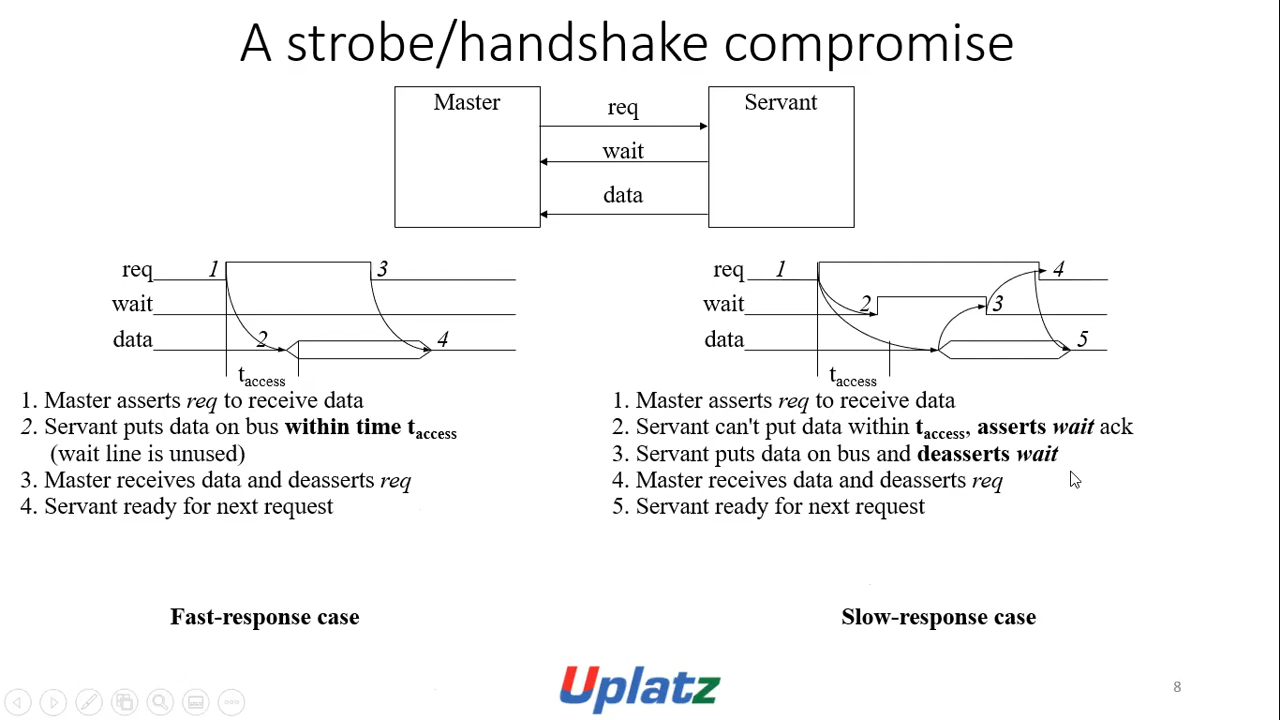 A strobe/handshake compromise
Master
Servant
req
wait
data
req 1 3
wait
data 2 4
taccess
1. Master asserts req to receive data
2. Servant puts data on bus within time taccess
(wait line is unused)
3. Master receives data and deasserts req
4. Servant ready for next request
Fast-response case
req 1 4
wait 2 3
data 5
taccess
1. Master asserts req to receive data
2. Servant can't put data within taccess, asserts wait ack
3. Servant puts data on bus and deasserts wait
4. Master receives data and deasserts req
5. Servant ready for next request
Slow-response case
Uplatz
8